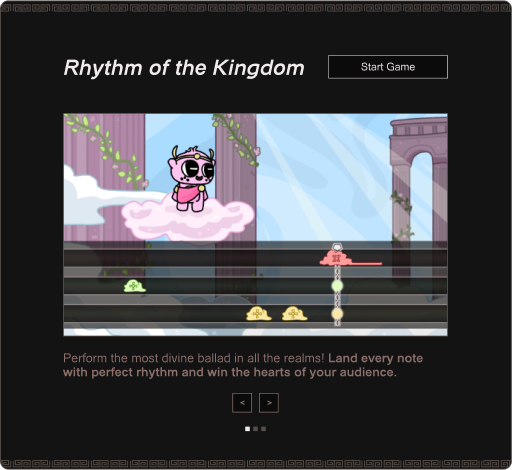 Rhythm of the Kingdom
Start Game
Perform the most divine ballad in all the realms! Land every note
with perfect rhythm and win the hearts of your audience.
< >